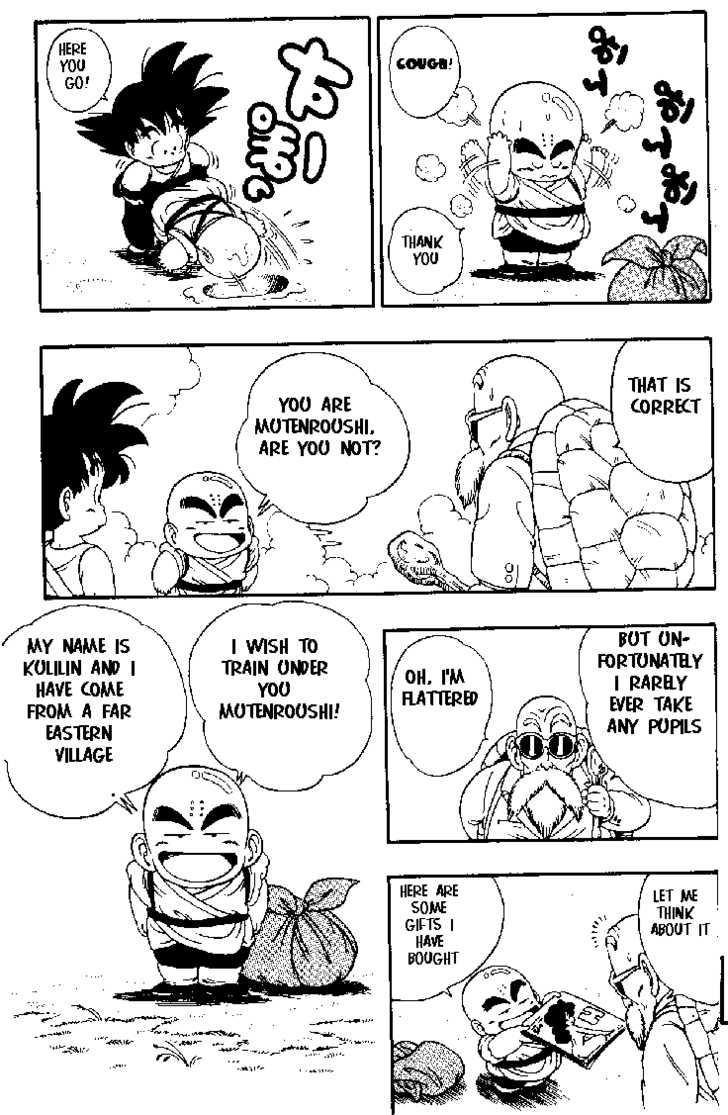 HERE
YOU
GO!
COUGH!
THANK
YOU
YOU ARE
MUTENROUSHI,
ARE YOU NOT?
THAT IS
CORRECT
MY NAME IS
KULILIN AND I
HAVE COME
FROM A FAR
EASTERN
VILLAGE
I WISH TO
TRAIN UNDER
YOU
MUTENROUSHI!
OH, I'M
FLATTERED
BUT UN-
FORTUNATELY
I RARELY
EVER TAKE
ANY PUPILS
HERE ARE
SOME
GIFTS I
HAVE
BOUGHT
LET ME
THINK
ABOUT IT